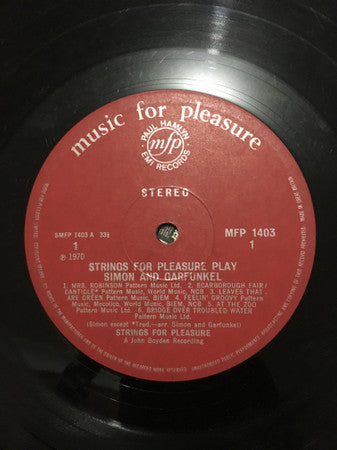 music for pleasure
PAUL HAMLYN
mfp
EMI RECORDS
STEREO
SMFP 1403 A 33⅓
1
℗ 1970
MFP 1403
1
STRINGS FOR PLEASURE PLAY
SIMON AND GARFUNKEL
1. MRS. ROBINSON Pattern Music Ltd. 2. SCARBOROUGH FAIR/
CANTICLE* Pattern Music, World Music, NCB 3. LEAVES THAT
ARE GREEN Pattern Music, BIEM 4. FEELIN' GROOVY Pattern
Music, Mecolico, World Music, BIEM, NCB 5. AT THE ZOO
Pattern Music 6. BRIDGE OVER TROUBLED WATER
Pattern Music Ltd.
(Simon except *Trad.—arr. Simon and Garfunkel)
STRINGS FOR PLEASURE
A John Boyden Recording